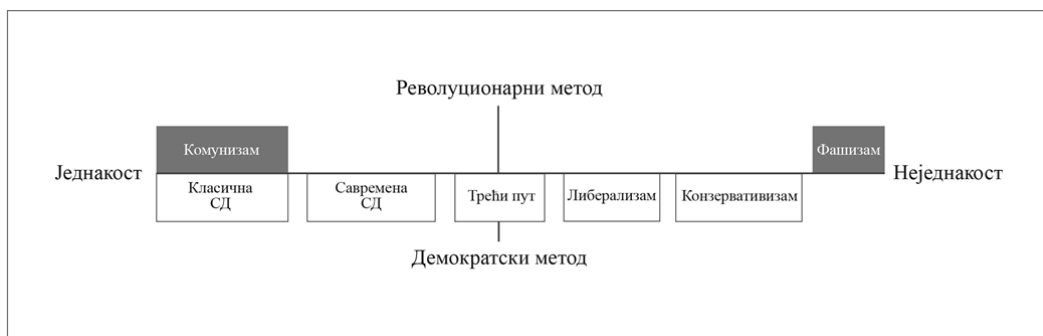 Револуционарни метод
Комунизам
Фашизам
Једнакост
Неједнакост
Класична
СД
Савремена
СД
Трећи пут
Либерализам
Конзервативизам
Демократски метод